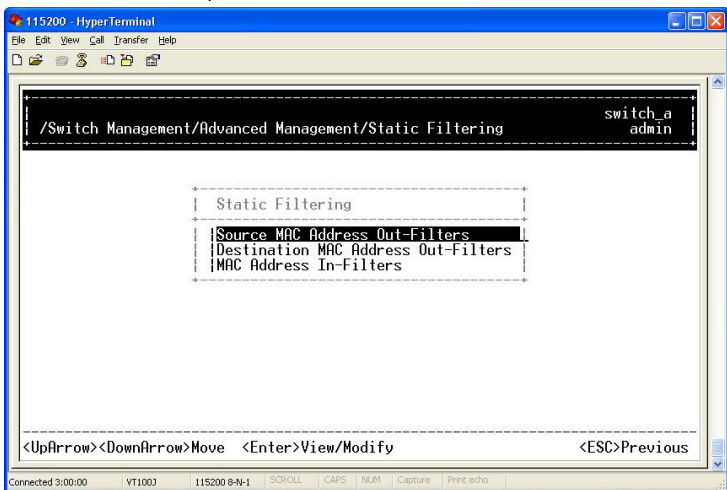 115200 - HyperTerminal
File Edit View Call Transfer Help
switch_a
/Switch Management/Advanced Management/Static Filtering admin
Static Filtering
Source MAC Address Out-Filters
Destination MAC Address Out-Filters
MAC Address In-Filters
<UpArrow><DownArrow>Move <Enter>View/Modify <ESC>Previous
Connected 3:00:00 VT100J 115200 8-N-1 SCROLL CAPS NUM Capture Print echo